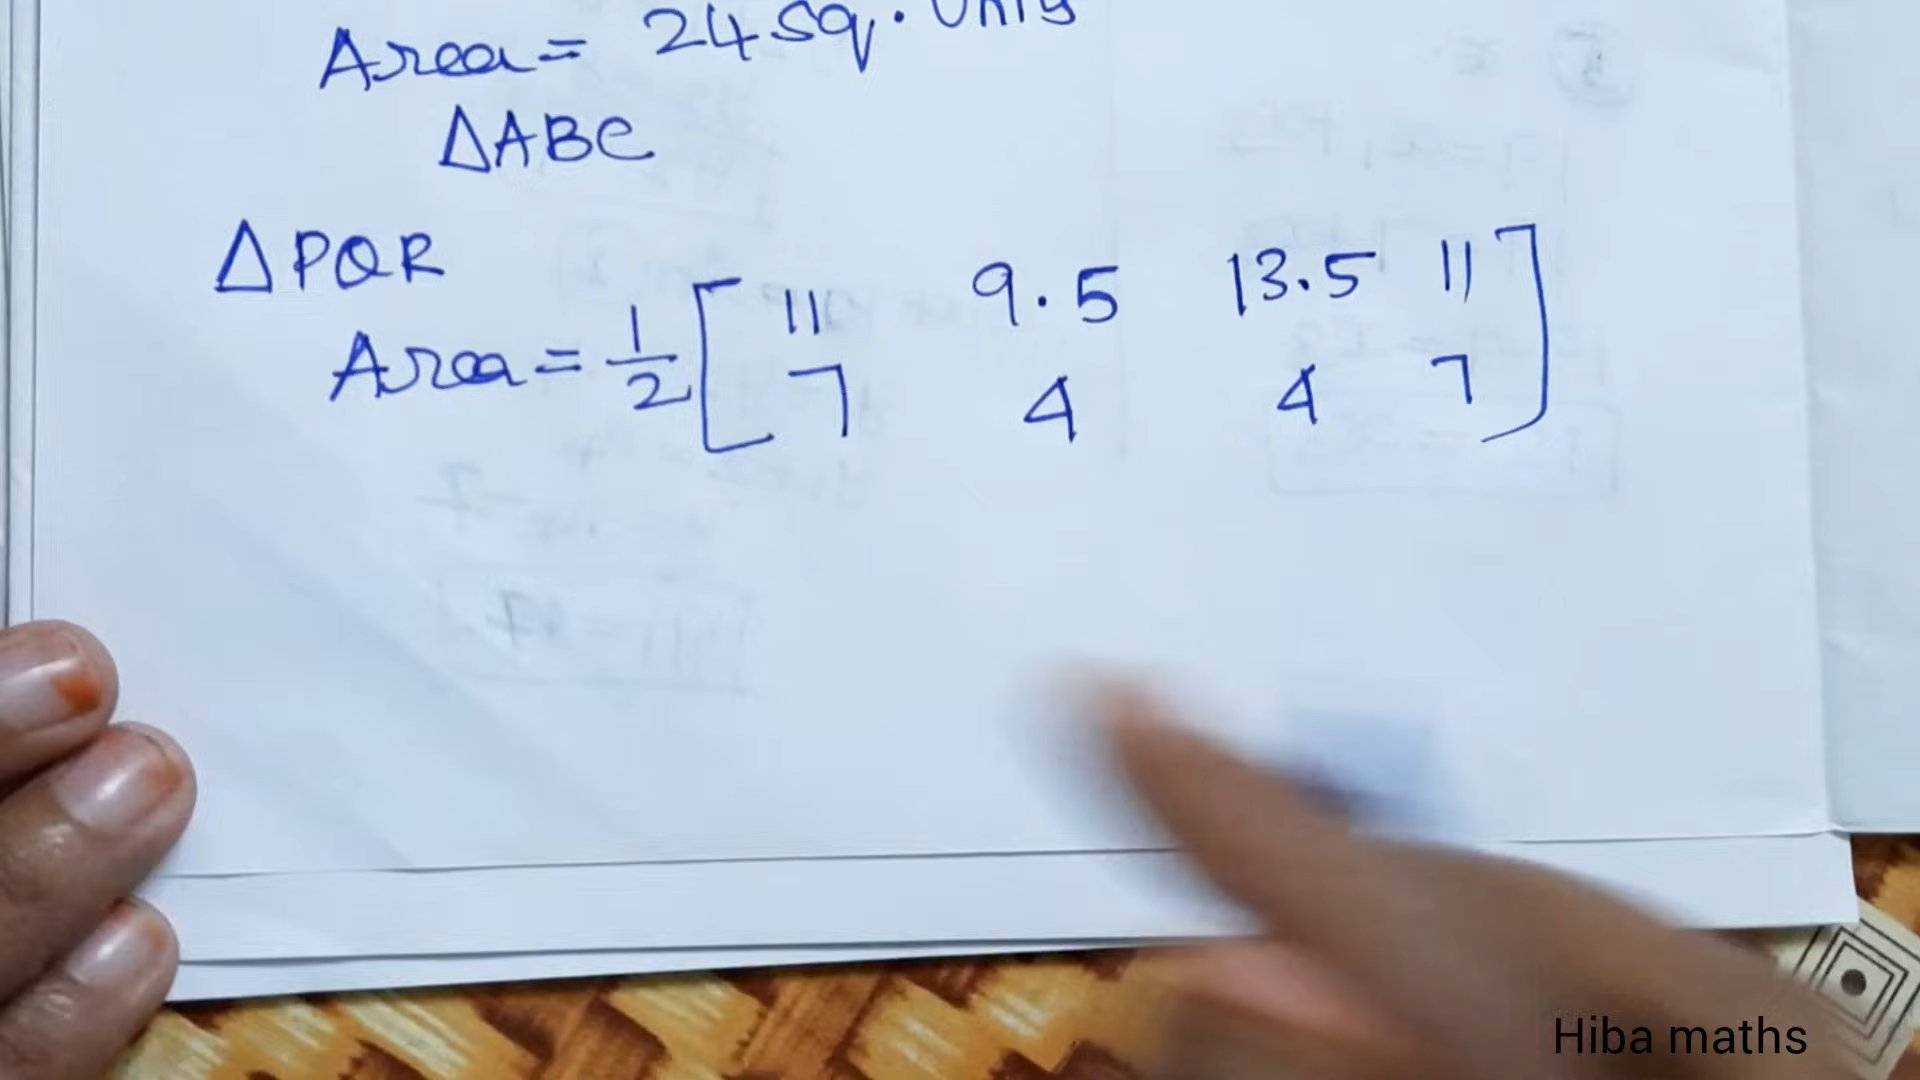 Area = 24 sq. Units
ΔABC
ΔPQR
Area = 1/2 [ 11 9.5 13.5 11 ]
7 4 4 7
Hiba maths